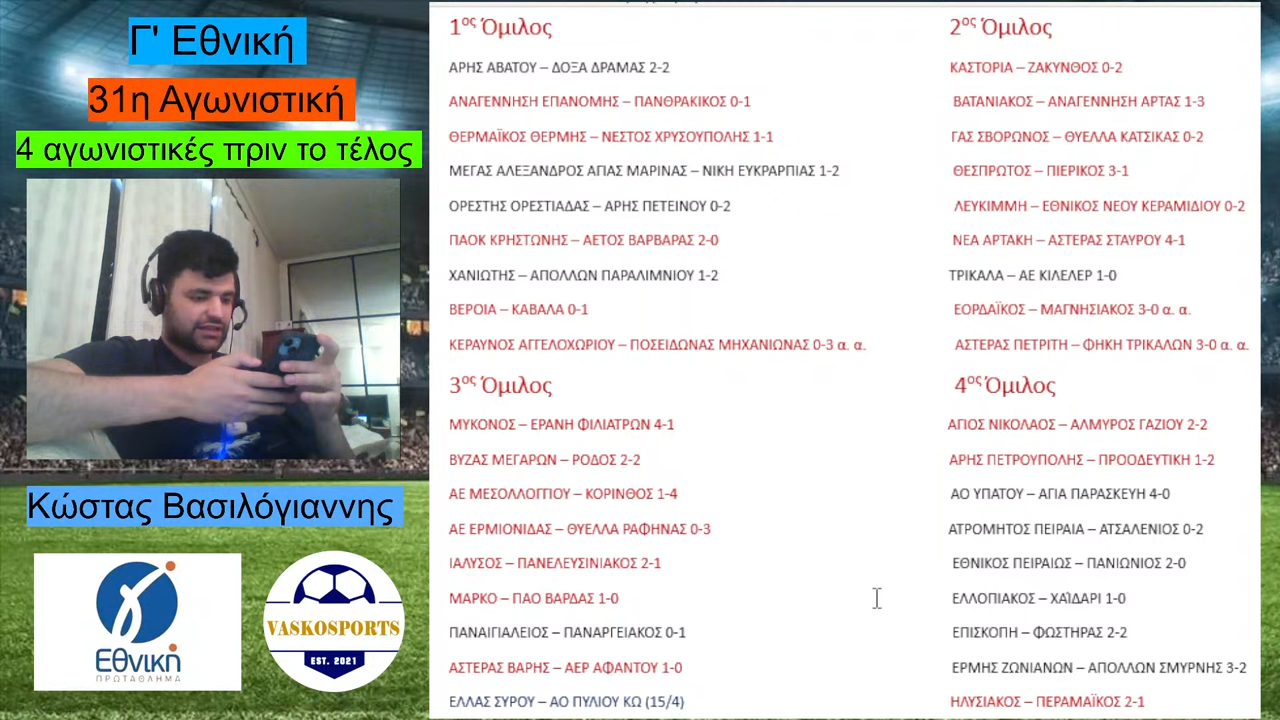 Γ' Εθνική
31η Αγωνιστική
4 αγωνιστικές πριν το τέλος
Κώστας Βασιλόγιαννης
Εθνική
ΠΡΩΤΑΘΛΗΜΑ
VASKOSPORTS
EST. 2021
1ος Όμιλος
ΑΡΗΣ ΑΒΑΤΟΥ – ΔΟΞΑ ΔΡΑΜΑΣ 2-2
ΑΝΑΓΕΝΝΗΣΗ ΕΠΑΝΟΜΗΣ – ΠΑΝΘΡΑΚΙΚΟΣ 0-1
ΘΕΡΜΑΪΚΟΣ ΘΕΡΜΗΣ – ΝΕΣΤΟΣ ΧΡΥΣΟΥΠΟΛΗΣ 1-1
ΜΕΓΑΣ ΑΛΕΞΑΝΔΡΟΣ ΑΓΙΑΣ ΜΑΡΙΝΑΣ – ΝΙΚΗ ΕΥΚΡΑΡΠΙΑΣ 1-2
ΟΡΕΣΤΗΣ ΟΡΕΣΤΙΑΔΑΣ – ΑΡΗΣ ΠΕΤΕΙΝΟΥ 0-2
ΠΑΟΚ ΚΡΗΣΤΩΝΗΣ – ΑΕΤΟΣ ΒΑΡΒΑΡΑΣ 2-0
ΧΑΝΙΩΤΗΣ – ΑΠΟΛΛΩΝ ΠΑΡΑΛΙΜΝΙΟΥ 1-2
ΒΕΡΟΙΑ – ΚΑΒΑΛΑ 0-1
ΚΕΡΑΥΝΟΣ ΑΓΓΕΛΟΧΩΡΙΟΥ – ΠΟΣΕΙΔΩΝΑΣ ΜΗΧΑΝΙΩΝΑΣ 0-3 α. α.
2ος Όμιλος
ΚΑΣΤΟΡΙΑ – ΖΑΚΥΝΘΟΣ 0-2
ΒΑΤΑΝΙΑΚΟΣ – ΑΝΑΓΕΝΝΗΣΗ ΑΡΤΑΣ 1-3
ΓΑΣ ΣΒΟΡΩΝΟΣ – ΘΥΕΛΛΑ ΚΑΤΣΙΚΑΣ 0-2
ΘΕΣΠΡΩΤΟΣ – ΠΙΕΡΙΚΟΣ 3-1
ΛΕΥΚΙΜΜΗ – ΕΘΝΙΚΟΣ ΝΕΟΥ ΚΕΡΑΜΙΔΙΟΥ 0-2
ΝΕΑ ΑΡΤΑΚΗ – ΑΣΤΕΡΑΣ ΣΤΑΥΡΟΥ 4-1
ΤΡΙΚΑΛΑ – ΑΕ ΚΙΛΕΛΕΡ 1-0
ΕΟΡΔΑΪΚΟΣ – ΜΑΓΝΗΣΙΑΚΟΣ 3-0 α. α.
ΑΣΤΕΡΑΣ ΠΕΤΡΙΤΗ – ΦΗΚΗ ΤΡΙΚΑΛΩΝ 3-0 α. α.
3ος Όμιλος
ΜΥΚΟΝΟΣ – ΕΡΑΝΗ ΦΙΛΙΑΤΡΩΝ 4-1
ΒΥΖΑΣ ΜΕΓΑΡΩΝ – ΡΟΔΟΣ 2-2
ΑΕ ΜΕΣΟΛΟΓΓΙΟΥ – ΚΟΡΙΝΘΟΣ 1-4
ΑΕ ΕΡΜΙΟΝΙΔΑΣ – ΘΥΕΛΛΑ ΡΑΦΗΝΑΣ 0-3
ΙΑΛΥΣΟΣ – ΠΑΝΕΛΕΥΣΙΝΙΑΚΟΣ 2-1
ΜΑΡΚΟ – ΠΑΟ ΒΑΡΔΑΣ 1-0
ΠΑΝΑΙΓΙΑΛΕΙΟΣ – ΠΑΝΑΡΓΕΙΑΚΟΣ 0-1
ΑΣΤΕΡΑΣ ΒΑΡΗΣ – ΑΕΡ ΑΦΑΝΤΟΥ 1-0
ΕΛΛΑΣ ΣΥΡΟΥ – ΑΟ ΠΥΛΙΟΥ ΚΩ (15/4)
4ος Όμιλος
ΑΓΙΟΣ ΝΙΚΟΛΑΟΣ – ΑΛΜΥΡΟΣ ΓΑΖΙΟΥ 2-2
ΑΡΗΣ ΠΕΤΡΟΥΠΟΛΗΣ – ΠΡΟΟΔΕΥΤΙΚΗ 1-2
ΑΟ ΥΠΑΤΟΥ – ΑΓΙΑ ΠΑΡΑΣΚΕΥΗ 4-0
ΑΤΡΟΜΗΤΟΣ ΠΕΙΡΑΙΑ – ΑΤΣΑΛΕΝΙΟΣ 0-2
ΕΘΝΙΚΟΣ ΠΕΙΡΑΙΩΣ – ΠΑΝΙΩΝΙΟΣ 2-0
ΕΛΛΟΠΙΑΚΟΣ – ΧΑΪΔΑΡΙ 1-0
ΕΠΙΣΚΟΠΗ – ΦΩΣΤΗΡΑΣ 2-2
ΕΡΜΗΣ ΖΩΝΙΑΝΩΝ – ΑΠΟΛΛΩΝ ΣΜΥΡΝΗΣ 3-2
ΗΛΥΣΙΑΚΟΣ – ΠΕΡΑΜΑΪΚΟΣ 2-1